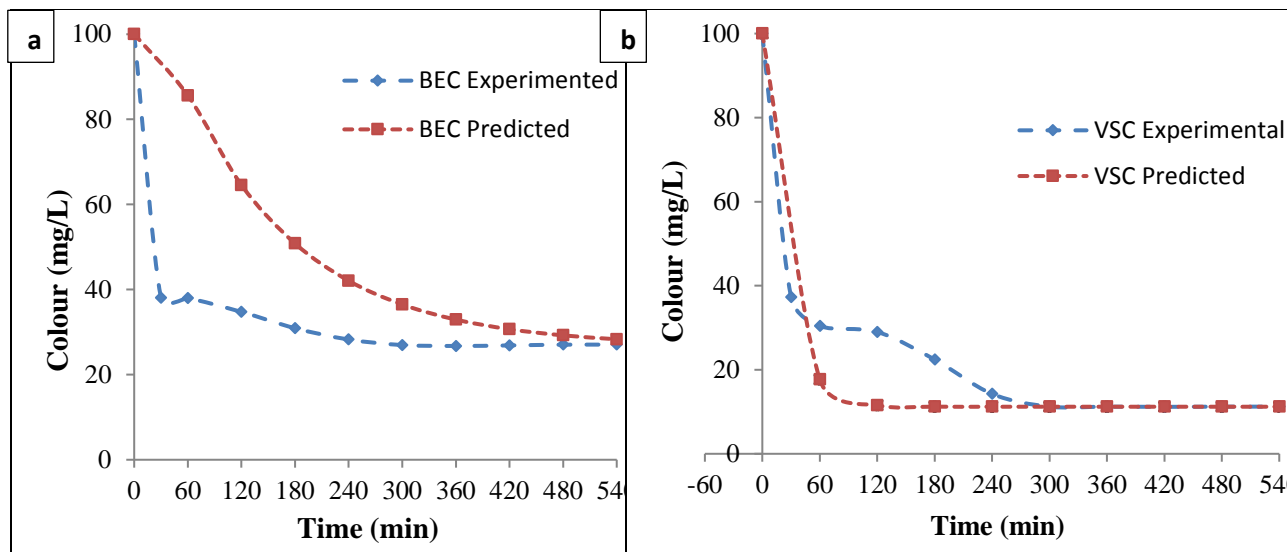 a
100
80
60
40
20
0
Colour (mg/L)
BEC Experimented
BEC Predicted
0 60 120 180 240 300 360 420 480 540
Time (min)
b
100
80
60
40
20
0
Colour (mg/L)
VSC Experimental
VSC Predicted
-60 0 60 120 180 240 300 360 420 480 540
Time (min)